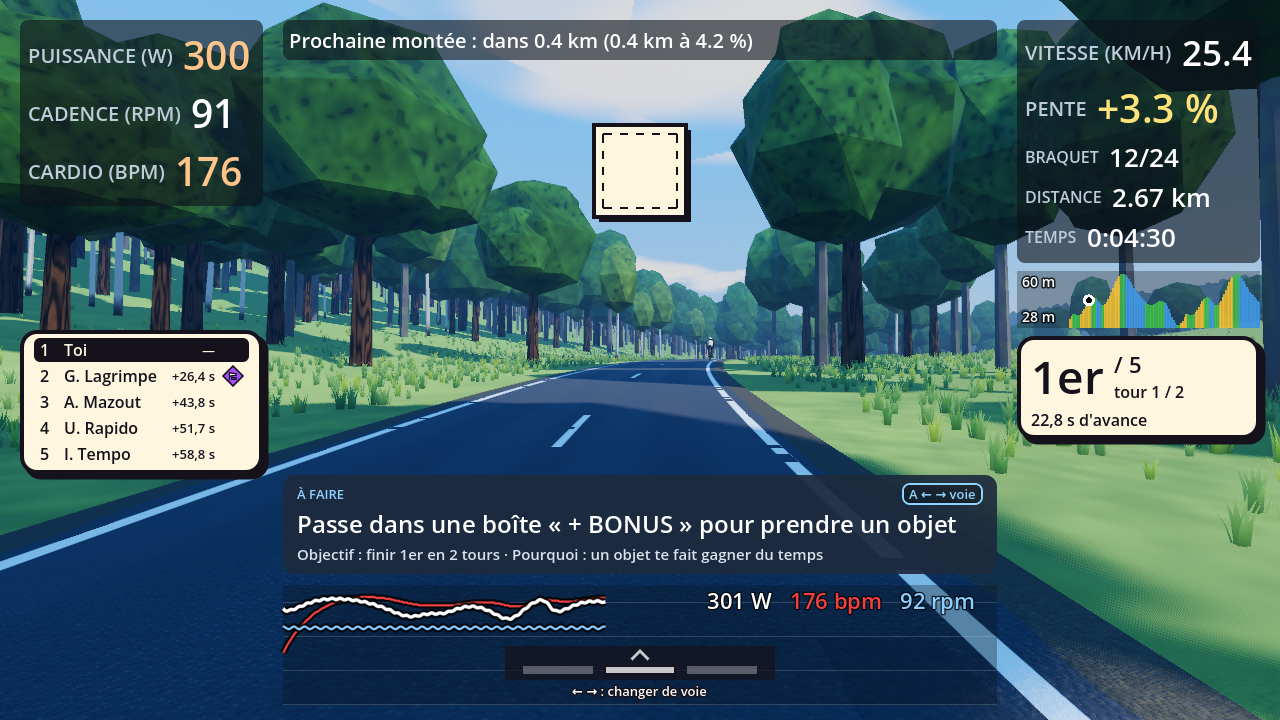 PUISSANCE (W) 300
CADENCE (RPM) 91
CARDIO (BPM) 176
Prochaine montée : dans 0.4 km (0.4 km à 4.2 %)
VITESSE (KM/H) 25.4
PENTE +3.3 %
BRAQUET 12/24
DISTANCE 2.67 km
TEMPS 0:04:30
60 m
28 m
1 Toi —
2 G. Lagrimpe +26,4 s
3 A. Mazout +43,8 s
4 U. Rapido +51,7 s
5 I. Tempo +58,8 s
1er / 5
tour 1 / 2
22,8 s d'avance
À FAIRE
A ← → voie
Passe dans une boîte « + BONUS » pour prendre un objet
Objectif : finir 1er en 2 tours · Pourquoi : un objet te fait gagner du temps
301 W 176 bpm 92 rpm
← → : changer de voie